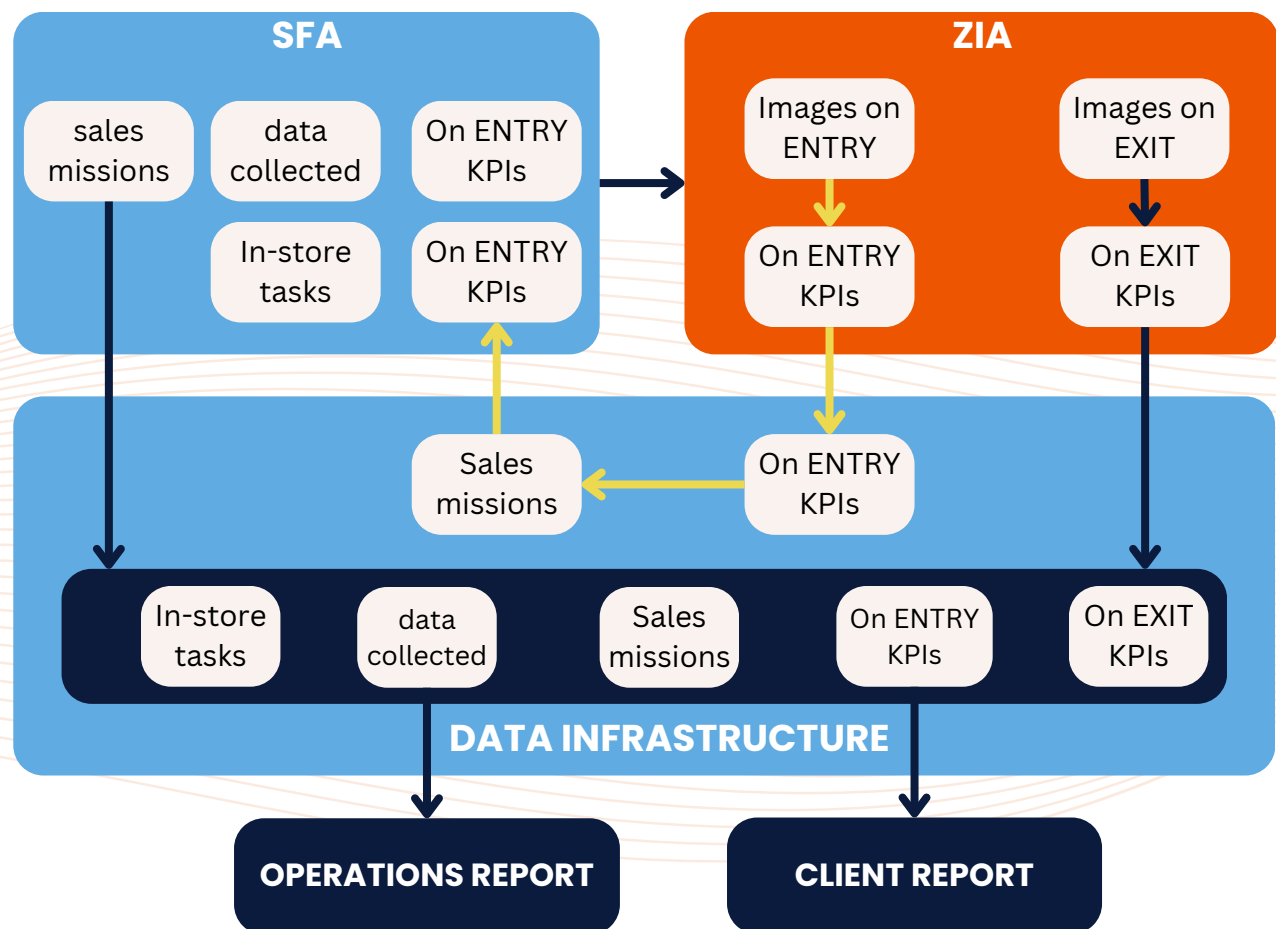 SFA
sales
missions
data
collected
On ENTRY
KPIs
In-store
tasks
On ENTRY
KPIs
ZIA
Images on
ENTRY
Images on
EXIT
On ENTRY
KPIs
On EXIT
KPIs
Sales
missions
On ENTRY
KPIs
In-store
tasks
data
collected
Sales
missions
On ENTRY
KPIs
On EXIT
KPIs
DATA INFRASTRUCTURE
OPERATIONS REPORT
CLIENT REPORT